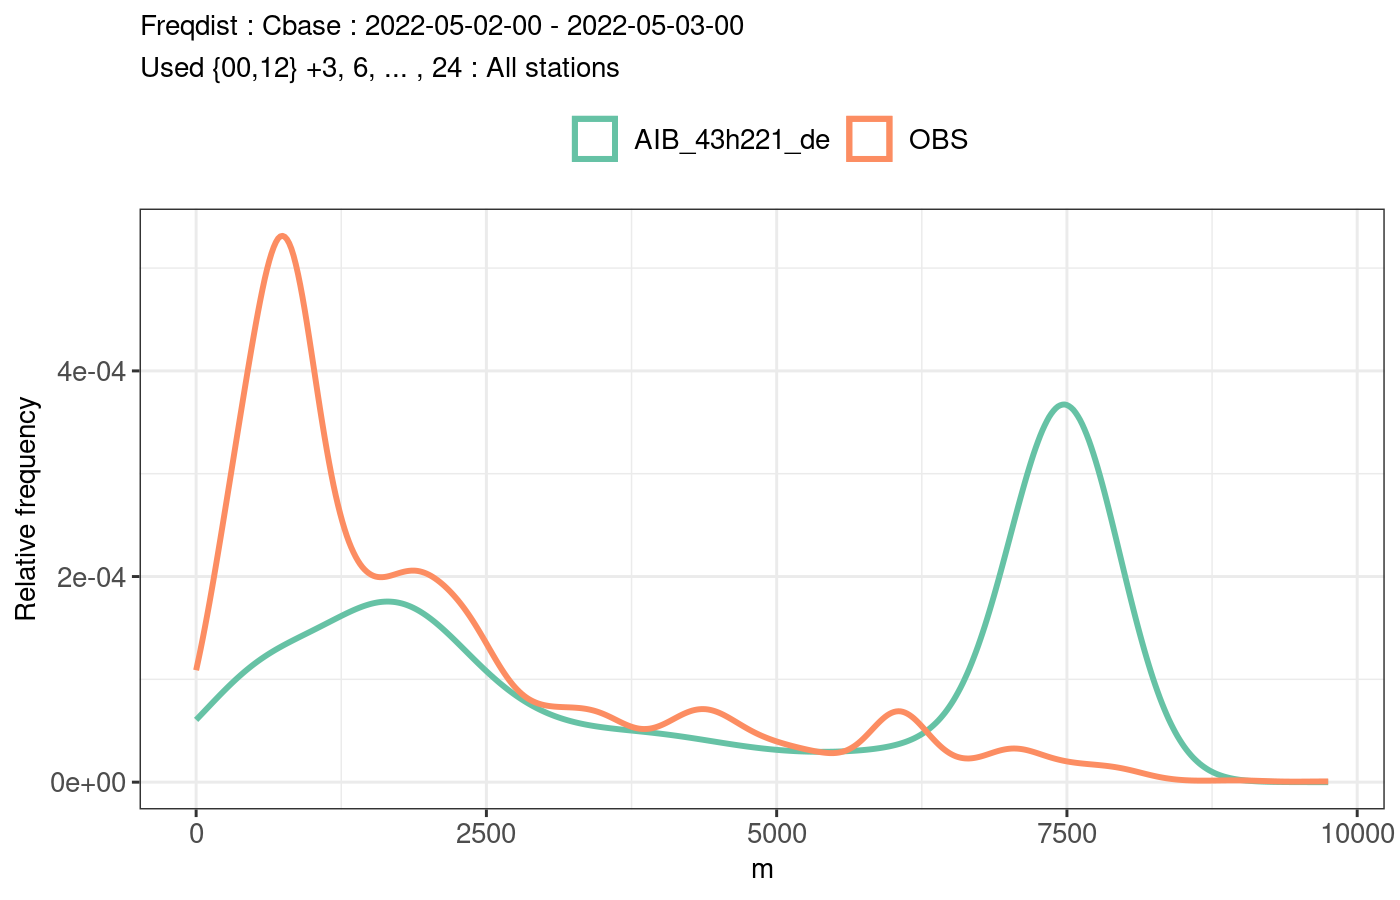 Freqdist : Cbase : 2022-05-02-00 - 2022-05-03-00
Used {00,12} +3, 6, ... , 24 : All stations
AIB_43h221_de OBS
Relative frequency
4e-04
2e-04
0e+00
0 2500 5000 7500 10000
m